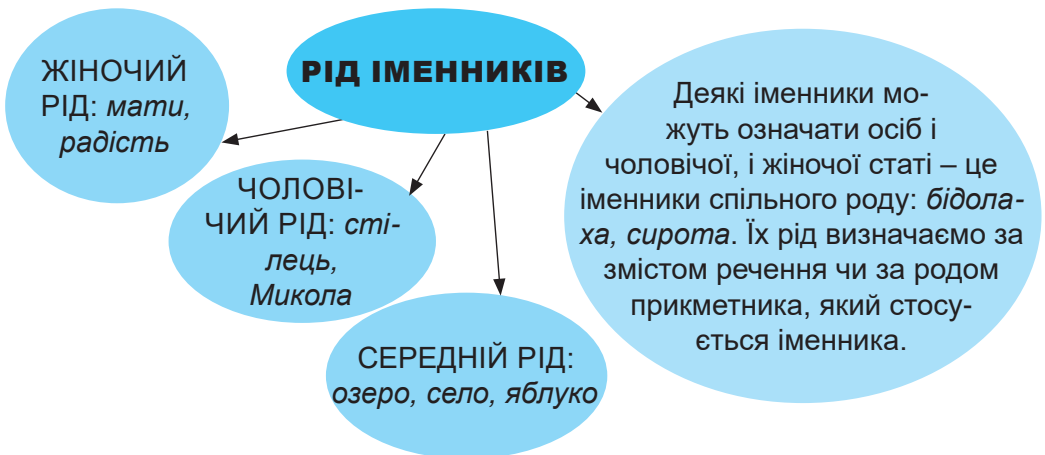 РІД ІМЕННИКІВ
ЖІНОЧИЙ
РІД: мати,
радість
ЧОЛОВІ-
ЧИЙ РІД: стi-
лець,
Микола
СЕРЕДНІЙ РІД:
озеро, село, яблуко
Деякі іменники мо-
жуть означати осіб і
чоловічої, і жіночої статі – це
іменники спільного роду: бідола-
ха, сирота. Їх рід визначаємо за
змістом речення чи за родом
прикметника, який стосу-
ється іменника.